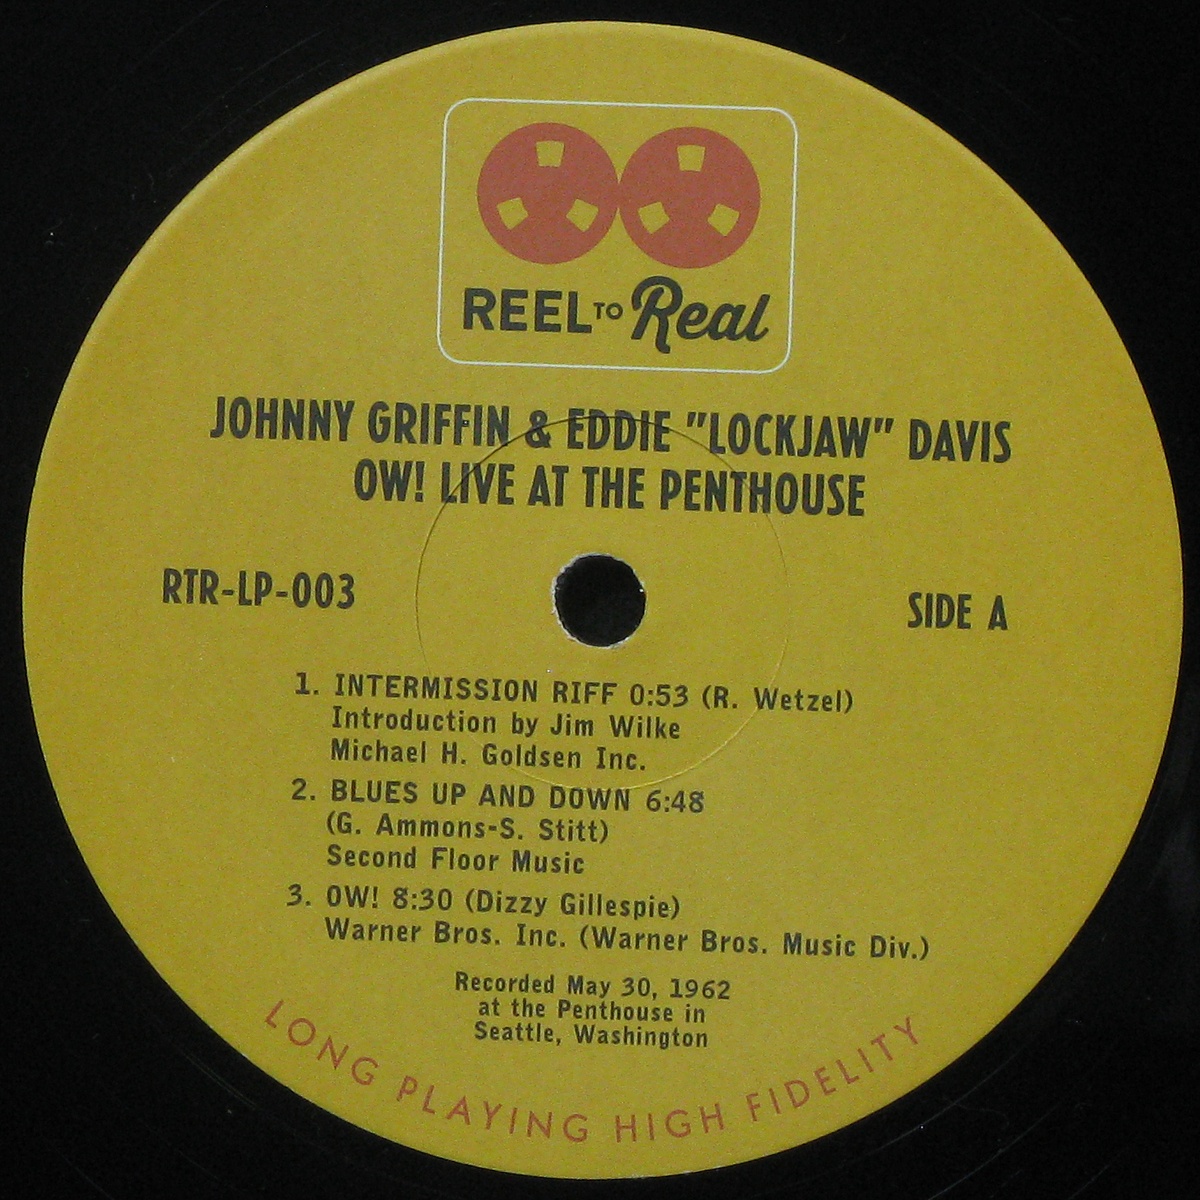 REEL TO Real
JOHNNY GRIFFIN & EDDIE "LOCKJAW" DAVIS
OW! LIVE AT THE PENTHOUSE
RTR-LP-003
SIDE A
1. INTERMISSION RIFF 0:53 (R. Wetzel)
Introduction by Jim Wilke
Michael H. Goldsen Inc.
2. BLUES UP AND DOWN 6:48
(G. Ammons-S. Stitt)
Second Floor Music
3. OW! 8:30 (Dizzy Gillespie)
Warner Bros. Inc. (Warner Bros. Music Div.)
Recorded May 30, 1962
at the Penthouse in
Seattle, Washington
LONG PLAYING HIGH FIDELITY